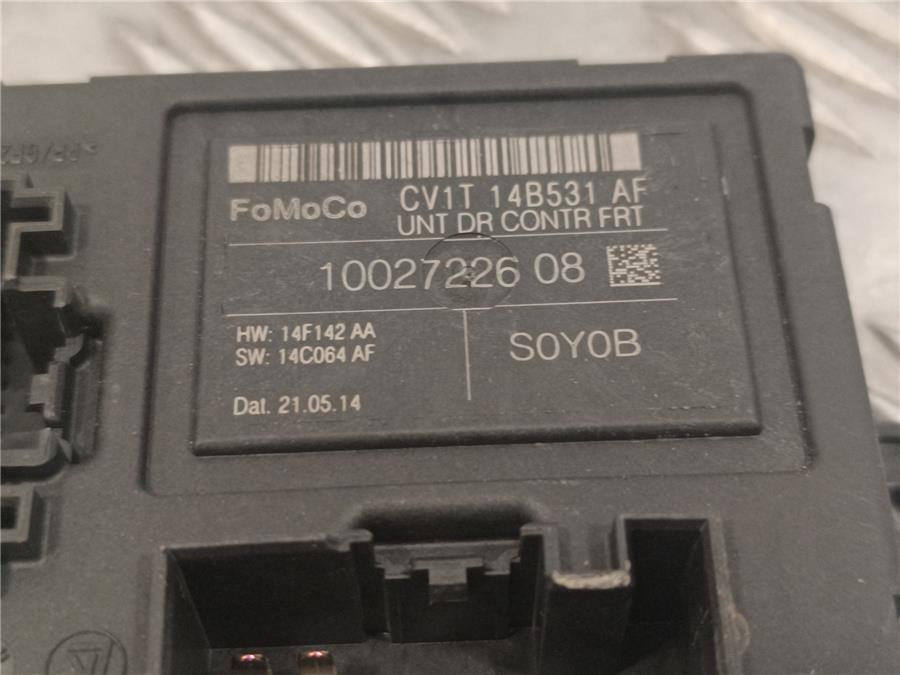 FoMoCo CV1T 14B531 AF
UNT DR CONTR FRT
10027226 08
HW: 14F142 AA
SW: 14C064 AF
S0Y0B
Dat. 21.05.14